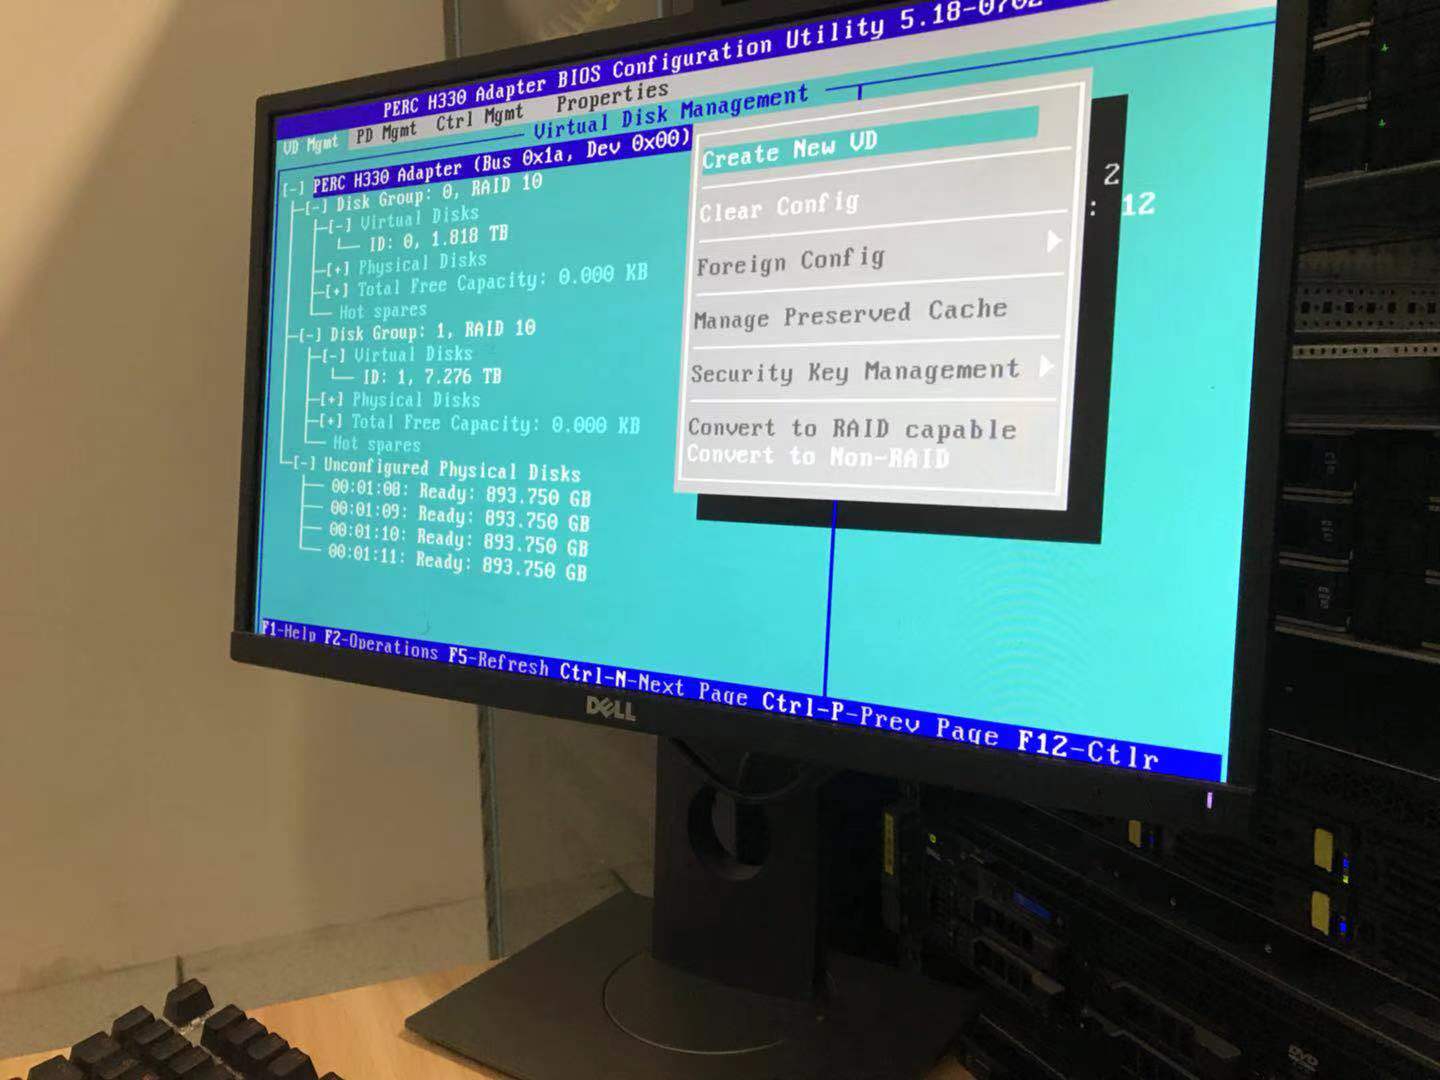 PERC H330 Adapter BIOS Configuration Utility 5.18-0702
VD Mgmt PD Mgmt Ctrl Mgmt Properties
Virtual Disk Management
[-] PERC H330 Adapter (Bus 0x1a, Dev 0x00)
[-] Disk Group: 0, RAID 10
[-] Virtual Disks
ID: 0, 1.818 TB
[+] Physical Disks
[+] Total Free Capacity: 0.000 KB
Hot spares
[-] Disk Group: 1, RAID 10
[-] Virtual Disks
ID: 1, 7.276 TB
[+] Physical Disks
[+] Total Free Capacity: 0.000 KB
Hot spares
[-] Unconfigured Physical Disks
00:01:08: Ready: 893.750 GB
00:01:09: Ready: 893.750 GB
00:01:10: Ready: 893.750 GB
00:01:11: Ready: 893.750 GB
Create New VD
Clear Config
Foreign Config
Manage Preserved Cache
Security Key Management
Convert to RAID capable
Convert to Non-RAID
2
: 12
F1-Help F2-Operations F5-Refresh Ctrl-N-Next Page Ctrl-P-Prev Page F12-Ctlr
DELL
DVD